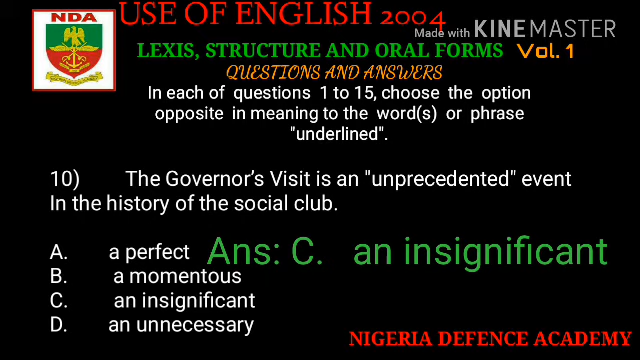 NDA
USE OF ENGLISH 2004
Made with KINEMASTER
LEXIS, STRUCTURE AND ORAL FORMS Vol. 1
QUESTIONS AND ANSWERS
In each of questions 1 to 15, choose the option
opposite in meaning to the word(s) or phrase
"underlined".
10) The Governor's Visit is an "unprecedented" event
In the history of the social club.
A. a perfect
Ans: C. an insignificant
B. a momentous
C. an insignificant
D. an unnecessary
NIGERIA DEFENCE ACADEMY